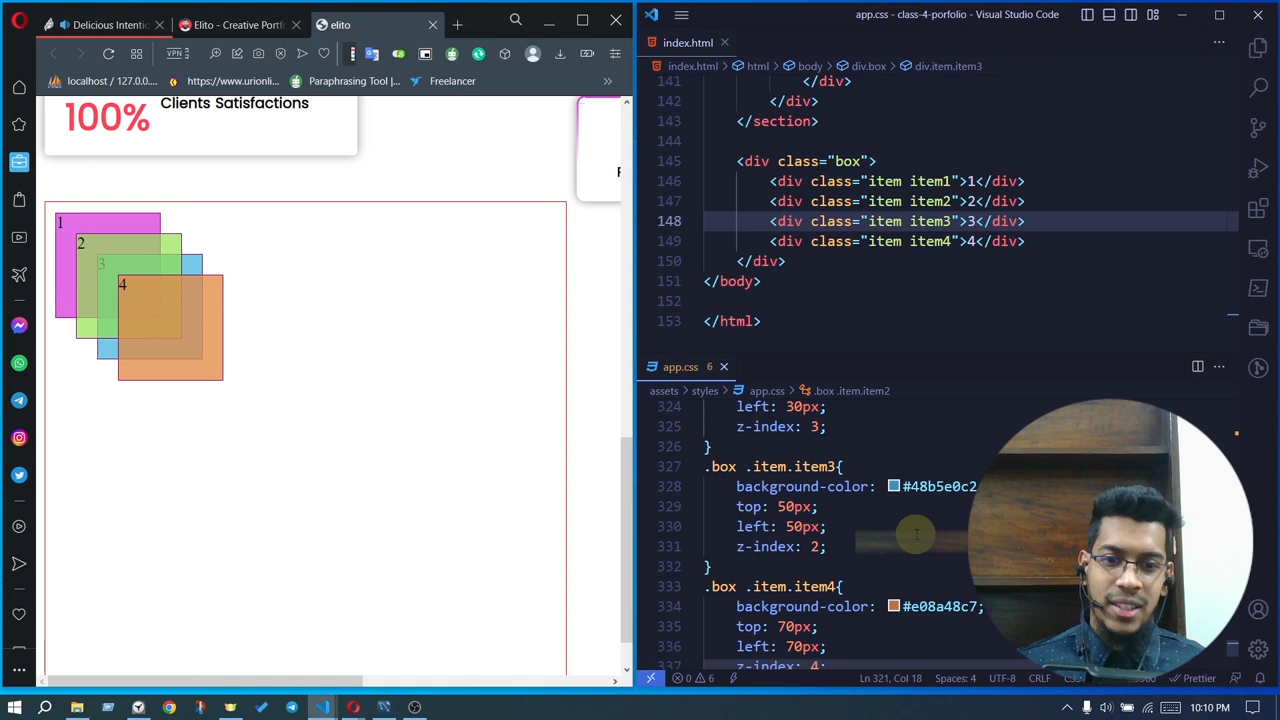 Delicious Intentic
Elito - Creative Portfo
elito
VPN
localhost / 127.0.0....
https://www.urionli...
Paraphrasing Tool |...
Freelancer
100%
Clients Satisfactions
F
1
2
3
4
app.css - class-4-porfolio - Visual Studio Code
index.html
index.html > html > body > div.box > div.item.item3
141 </div>
142 </div>
143 </section>
144
145 <div class="box">
146 <div class="item item1">1</div>
147 <div class="item item2">2</div>
148 <div class="item item3">3</div>
149 <div class="item item4">4</div>
150 </div>
151 </body>
152
153 </html>
app.css 6
assets > styles > app.css > .box .item.item2
324 left: 30px;
325 z-index: 3;
326 }
327 .box .item.item3{
328 background-color: #48b5e0c2
329 top: 50px;
330 left: 50px;
331 z-index: 2;
332 }
333 .box .item.item4{
334 background-color: #e08a48c7;
335 top: 70px;
336 left: 70px;
337 z-index: 4;
0 6
Ln 321, Col 18
Spaces: 4
UTF-8
CRLF
Prettier
10:10 PM